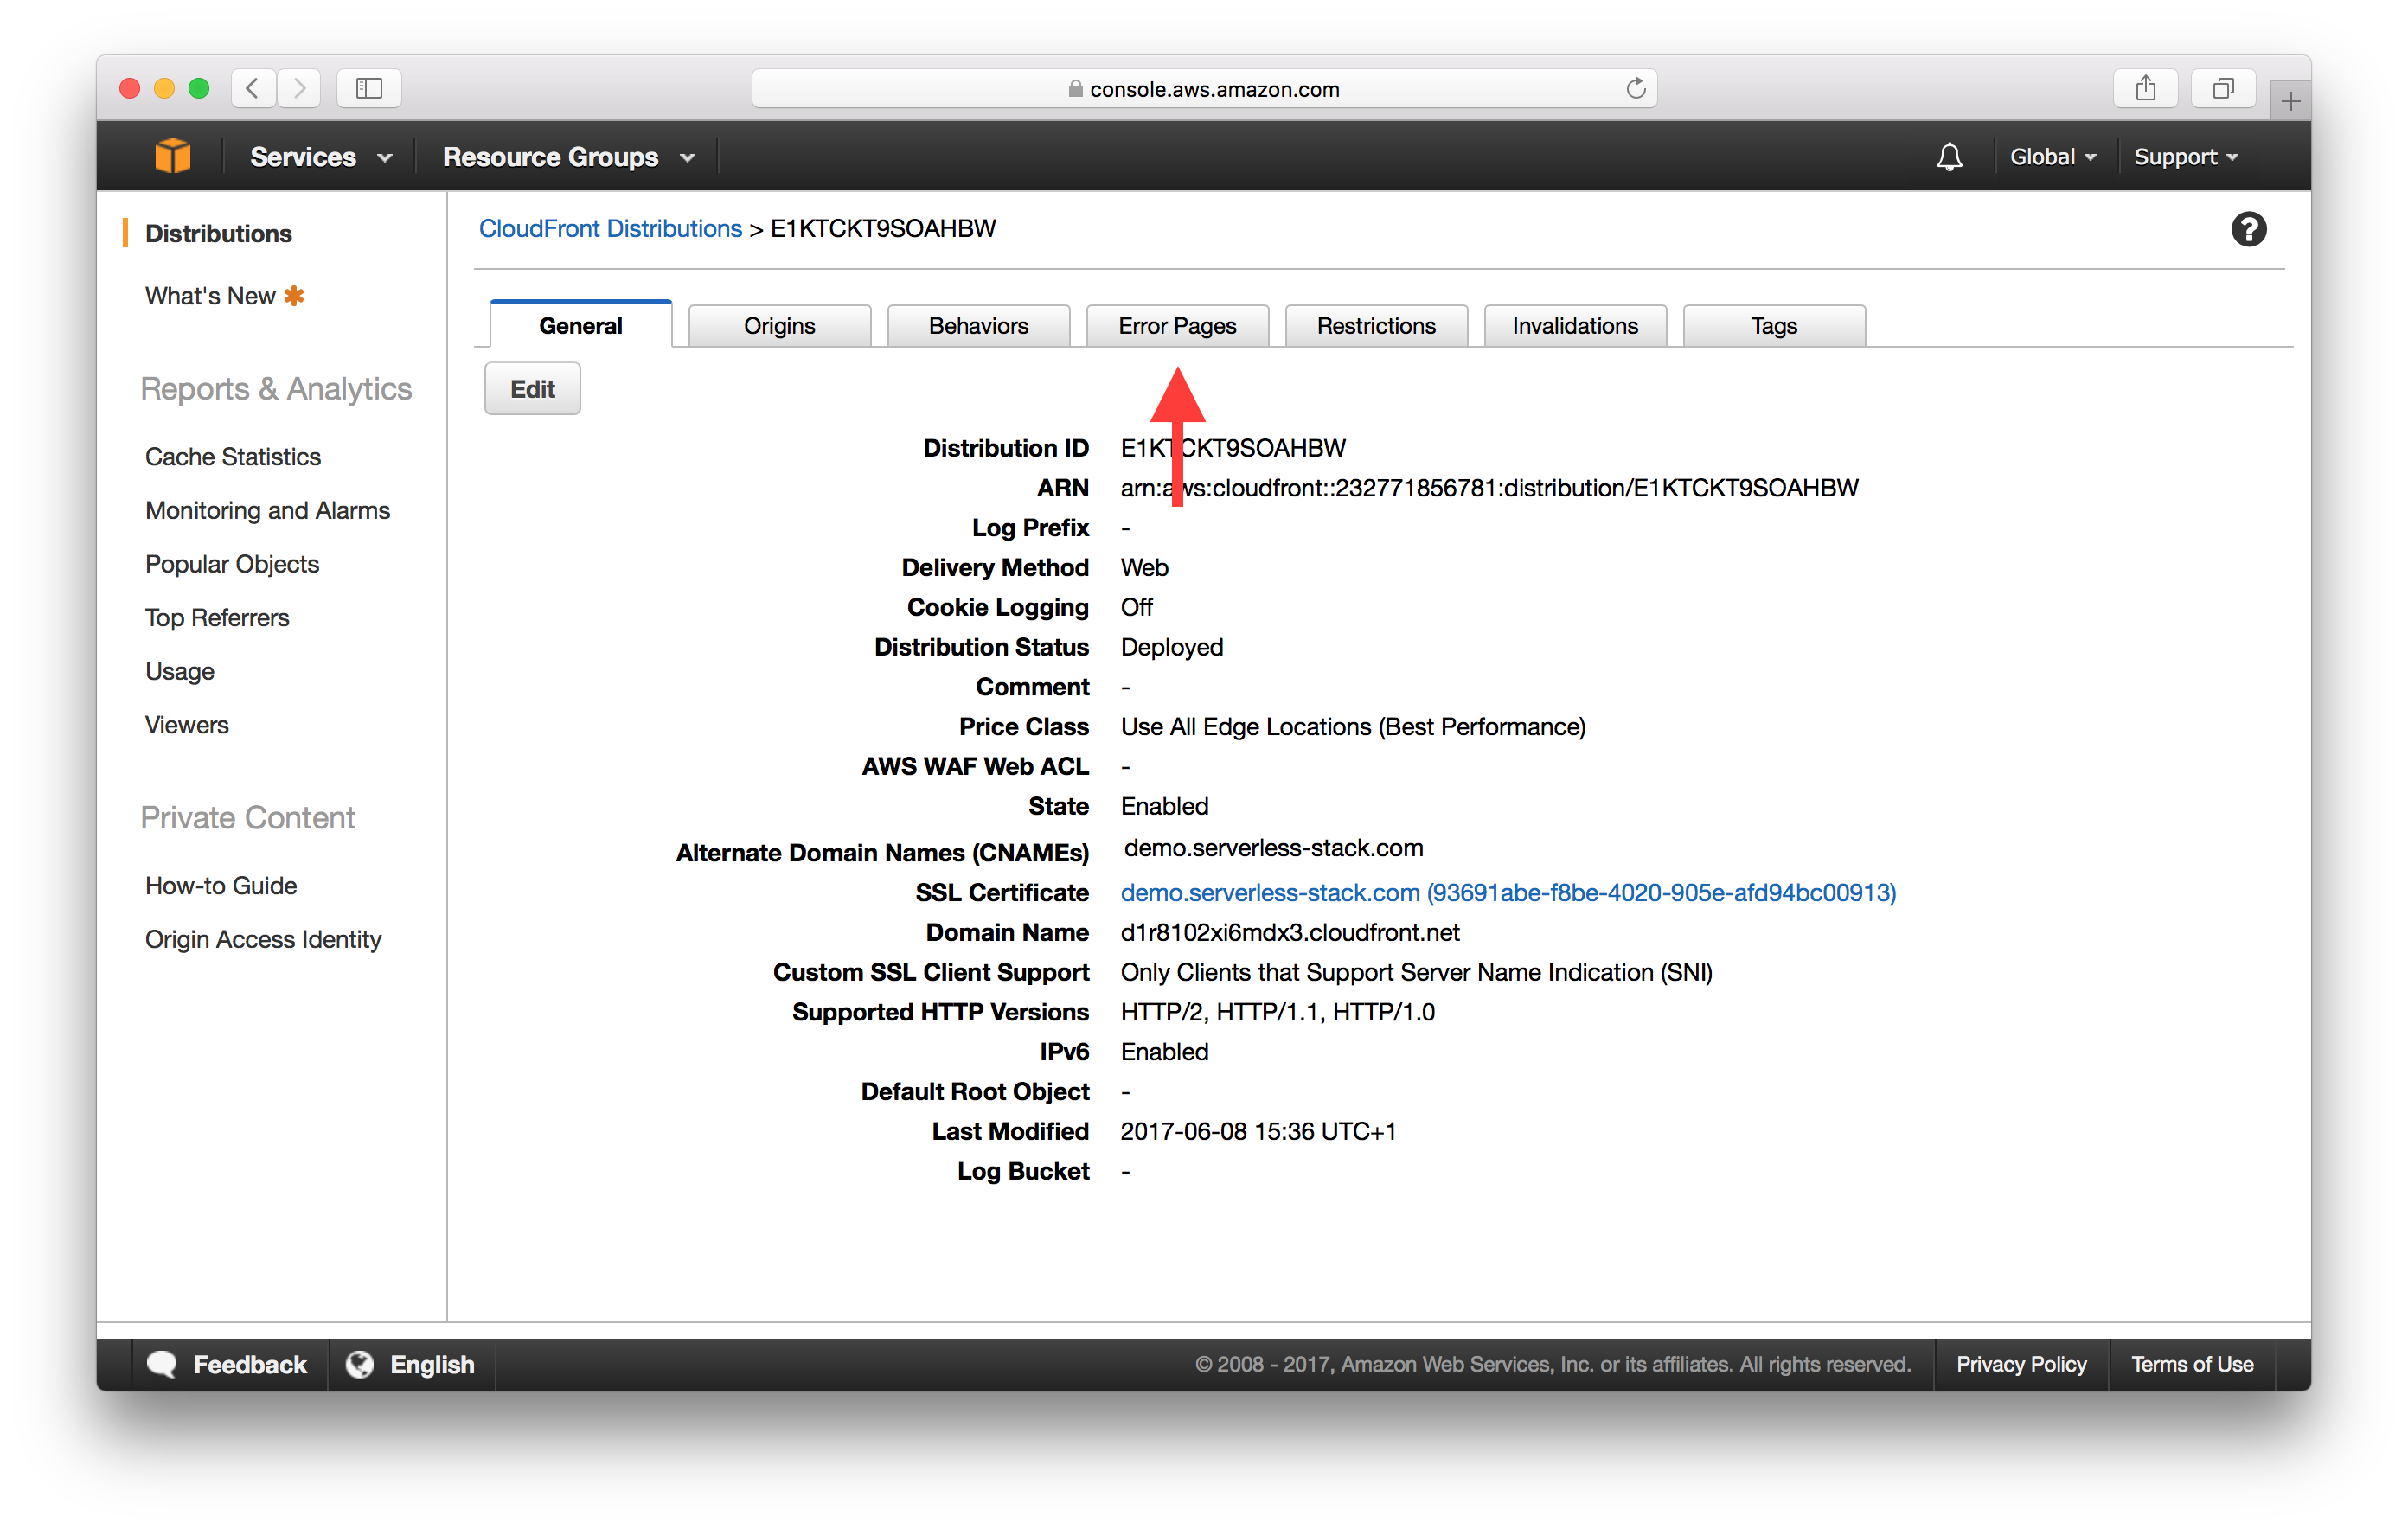 console.aws.amazon.com
Services Resource Groups Global Support
Distributions
What's New
Reports & Analytics
Cache Statistics
Monitoring and Alarms
Popular Objects
Top Referrers
Usage
Viewers
Private Content
How-to Guide
Origin Access Identity
CloudFront Distributions > E1KTCKT9SOAHBW
General Origins Behaviors Error Pages Restrictions Invalidations Tags
Edit
Distribution ID E1KTCKT9SOAHBW
ARN arn:aws:cloudfront::232771856781:distribution/E1KTCKT9SOAHBW
Log Prefix -
Delivery Method Web
Cookie Logging Off
Distribution Status Deployed
Comment -
Price Class Use All Edge Locations (Best Performance)
AWS WAF Web ACL -
State Enabled
Alternate Domain Names (CNAMEs) demo.serverless-stack.com
SSL Certificate demo.serverless-stack.com (93691abe-f8be-4020-905e-afd94bc00913)
Domain Name d1r8102xi6mdx3.cloudfront.net
Custom SSL Client Support Only Clients that Support Server Name Indication (SNI)
Supported HTTP Versions HTTP/2, HTTP/1.1, HTTP/1.0
IPv6 Enabled
Default Root Object -
Last Modified 2017-06-08 15:36 UTC+1
Log Bucket -
Feedback English © 2008 - 2017, Amazon Web Services, Inc. or its affiliates. All rights reserved. Privacy Policy Terms of Use